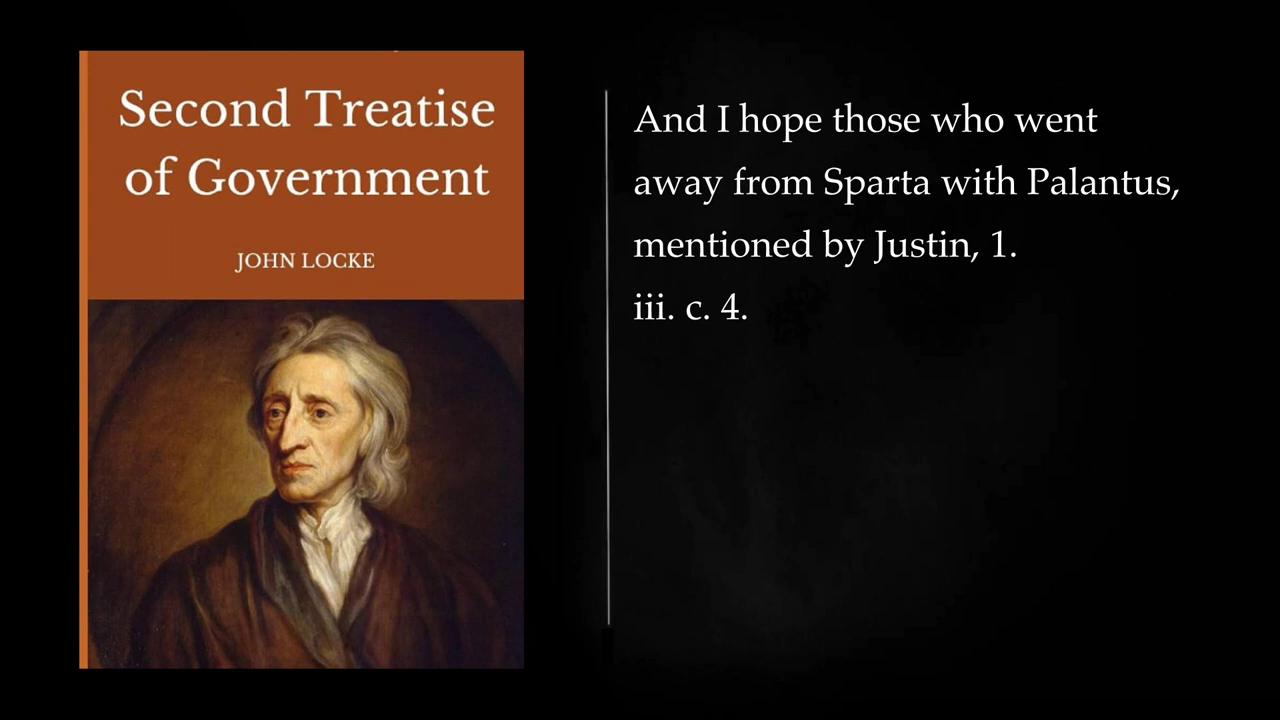 Second Treatise
of Government
JOHN LOCKE
And I hope those who went
away from Sparta with Palantus,
mentioned by Justin, 1.
iii. c. 4.